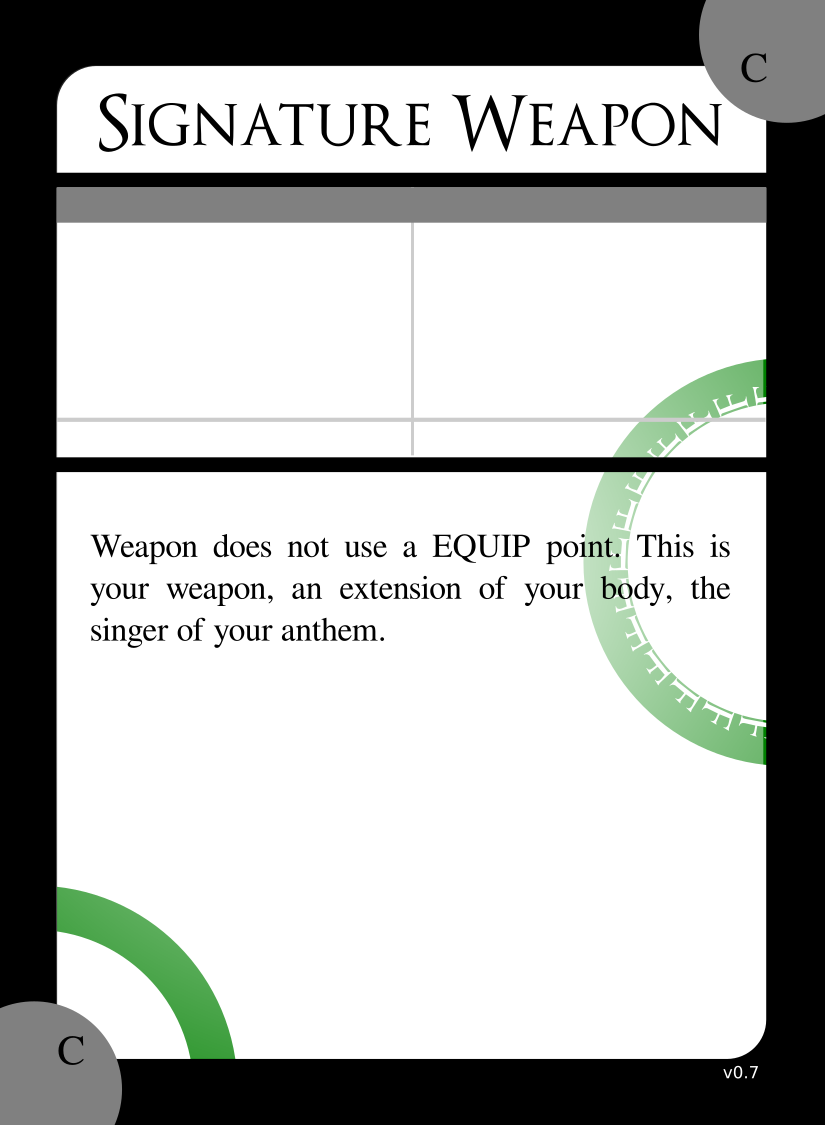 C
Signature Weapon
Weapon does not use a EQUIP point. This is
your weapon, an extension of your body, the
singer of your anthem.
C
v0.7